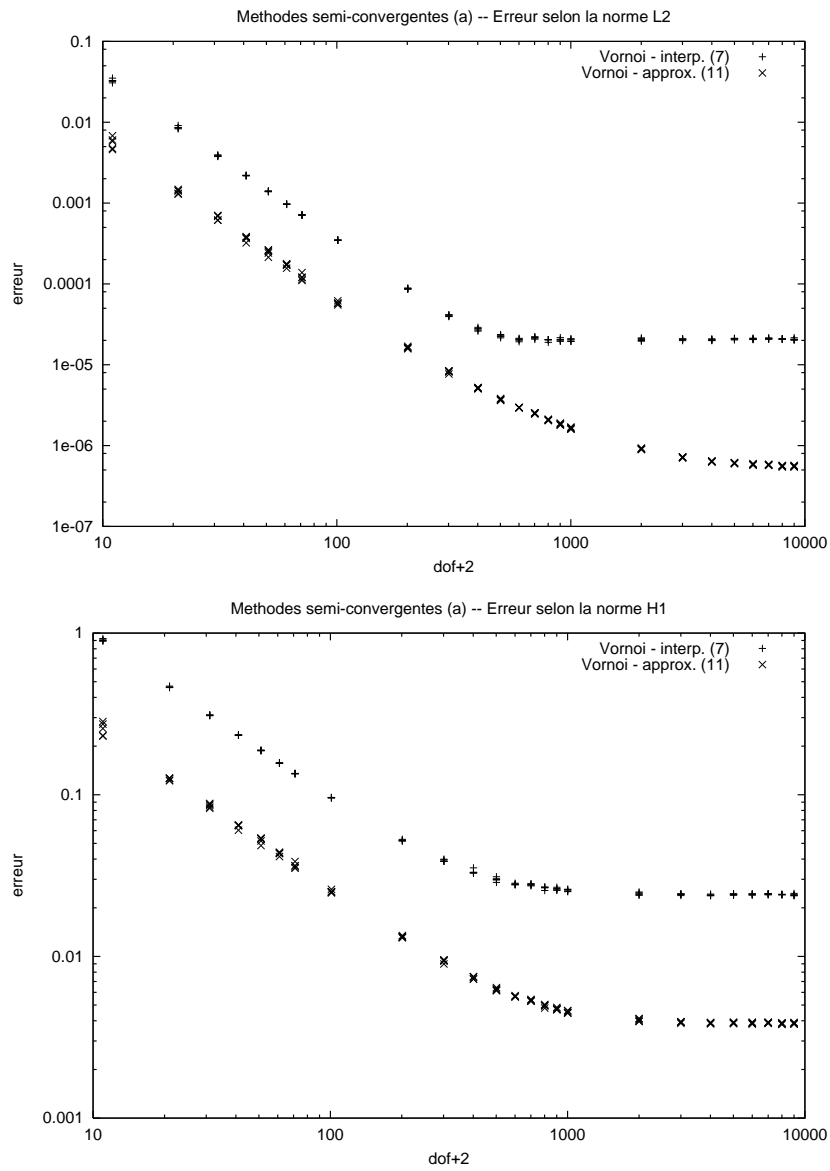 Methodes semi-convergentes (a) -- Erreur selon la norme L2
0.1
0.01
0.001
0.0001
1e-05
1e-06
1e-07
10
100
1000
10000
erreur
dof+2
Vornoi - interp. (7)
Vornoi - approx. (11)
Methodes semi-convergentes (a) -- Erreur selon la norme H1
1
0.1
0.01
0.001
10
100
1000
10000
erreur
dof+2
Vornoi - interp. (7)
Vornoi - approx. (11)